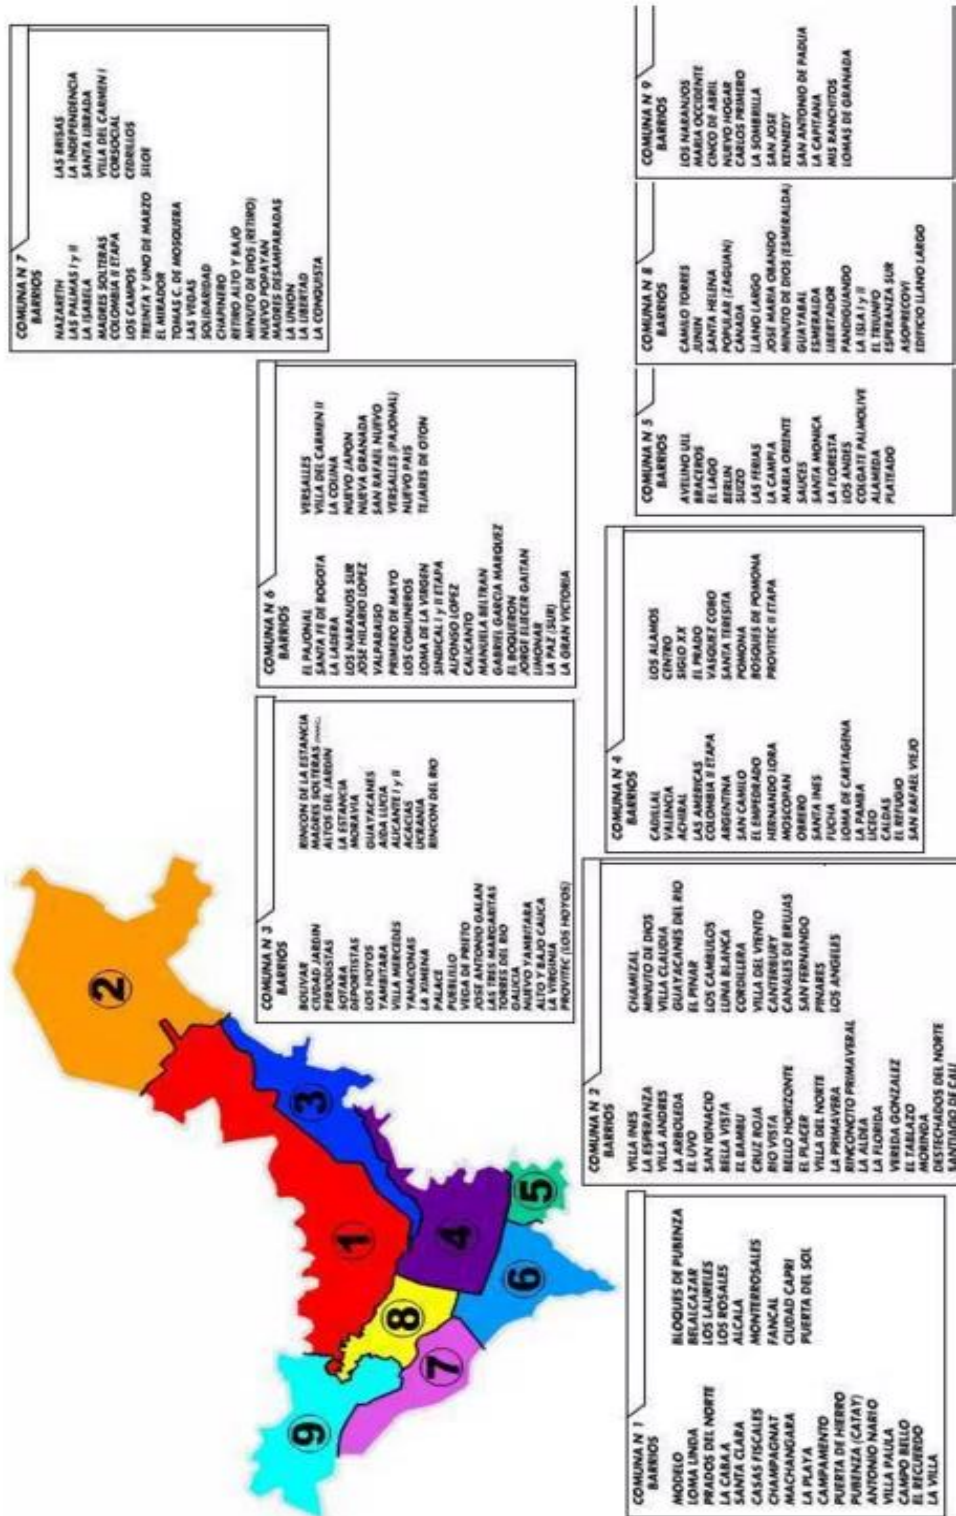 9
1
2
7
8
3
6
4
5
COMUNA N 7
BARRIOS
NAZARETH
LAS PALMAS I y II
LA ISABELA
MADRES SOLTERAS
COLOMBIA II ETAPA
LOS CAMPOS
TREINTA Y UNO DE MARZO
EL MIRADOR
TOMAS C. DE MOSQUERA
LAS VEGAS
SOLIDARIDAD
CHAPINERO
RETIRO ALTO Y BAJO
MINUTO DE DIOS (RETIRO)
NUEVO POPAYAN
MADRES DESAMPARADAS
LA UNION
LA LIBERTAD
LA CONQUISTA
LAS BRISAS
LA INDEPENDENCIA
SANTA LIBRADA
VILLA DEL CARMEN I
CORSOCIAL
CEDRILLOS
SILOE
COMUNA N 3
BARRIOS
BOLIVAR
CIUDAD JARDIN
PERIODISTAS
SOTARA
DEPORTISTAS
LOS HOYOS
YAMBITARA
VILLA MERCEDES
YANACONAS
LA XIMENA
PALACE
PUEBLILLO
VEGA DE PRIETO
JOSE ANTONIO GALAN
LAS TRES MARGARITAS
TORRES DEL RIO
GALICIA
NUEVO YAMBITARA
ALTO Y BAJO CAUCA
LA VIRGINIA
PROVITEC (LOS HOYOS)
RINCON DE LA ESTANCIA
MADRES SOLTERAS
ALTOS DEL JARDIN
LA ESTANCIA
MORAVIA
GUAYACANES
AIDA LUCIA
ALICANTE I y II
ACACIAS
UCRANIA
RINCON DEL RIO
COMUNA N 6
BARRIOS
EL PAJONAL
SANTA FE DE BOGOTA
LA LADERA
LOS NARANJOS SUR
JOSE HILARIO LOPEZ
VALPARAISO
PRIMERO DE MAYO
LOS COMUNEROS
LOMA DE LA VIRGEN
SINDICAL I y II ETAPA
ALFONSO LOPEZ
CALICANTO
MANUELA BELTRAN
GABRIEL GARCIA MARQUEZ
EL BOQUERON
JORGE ELIECER GAITAN
LIMONAR
LA PAZ (SUR)
LA GRAN VICTORIA
VERSALLES
VILLA DEL CARMEN II
LA COLINA
NUEVO JAPON
NUEVA GRANADA
SAN RAFAEL NUEVO
VERSALLES (PAJONAL)
NUEVO PAIS
TEJARES DE OTON
COMUNA N 1
BARRIOS
MODELO
LOMA LINDA
PRADOS DEL NORTE
LA CABALA
SANTA CLARA
CASAS FISCALES
CHAMPAGNAT
MACHANGARA
LA PLAYA
CAMPAMENTO
PUERTA DE HIERRO
PUBENZA (CATAY)
ANTONIO NARIO
VILLA PAULA
CAMPO BELLO
EL RECUERDO
LA VILLA
BLOQUES DE PUBENZA
BELALCAZAR
LOS LAURELES
LOS ROSALES
ALCALA
MONTERROSALES
FANCAL
CIUDAD CAPRI
PUERTA DEL SOL
COMUNA N 2
BARRIOS
VILLA INES
LA ESPERANZA
VILLA ANDRES
LA ARBOLEDA
EL UVO
SAN IGNACIO
BELLA VISTA
EL BAMBU
CRUZ ROJA
RIO VISTA
BELLO HORIZONTE
EL PLACER
VILLA DEL NORTE
LA PRIMAVERA
RINCONCITO PRIMAVERAL
LA ALDEA
LA FLORIDA
VEREDA GONZALEZ
EL TABLAZO
MORINDA
DESTECHADOS DEL NORTE
SANTIAGO DE CALI
CHAMIZAL
MINUTO DE DIOS
VILLA CLAUDIA
GUAYACANES DEL RIO
EL PINAR
LOS CAMBULOS
LUNA BLANCA
CORDILLERA
VILLA DEL VIENTO
CANTERBURY
CANALES DE BRUJAS
SAN FERNANDO
PINARES
LOS ANGELES
COMUNA N 4
BARRIOS
CADILLAL
VALENCIA
ACHIRAL
LAS AMERICAS
COLOMBIA II ETAPA
ARGENTINA
SAN CAMILO
EL EMPEDRADO
HERNANDO LORA
MOSCOPAN
OBRERO
SANTA INES
FUCHA
LOMA DE CARTAGENA
LA PAMBA
LICEO
CALDAS
EL REFUGIO
SAN RAFAEL VIEJO
LOS ALAMOS
CENTRO
SIGLO XX
EL PRADO
VASQUEZ COBO
SANTA TERESITA
POMONA
BOSQUES DE POMONA
PROVITEC II ETAPA
COMUNA N 5
BARRIOS
AVELINO ULL
BRACEROS
EL LAGO
BERLIN
SUIZO
LAS FERIAS
LA CAMPIA
MARIA ORIENTE
SAUCES
SANTA MONICA
LA FLORESTA
LOS ANDES
COLGATE PALMOLIVE
ALAMEDA
PLATEADO
COMUNA N 8
BARRIOS
CAMILO TORRES
JUNIN
SANTA HELENA
POPULAR (ZAGUAN)
CANADA
LLANO LARGO
JOSE MARIA OBANDO
MINUTO DE DIOS (ESMERALDA)
GUAYABAL
ESMERALDA
LIBERTADOR
PANDIGUANDO
LA ISLA I y II
EL TRIUNFO
ESPERANZA SUR
ASOPRECOVI
EDIFICIO LLANO LARGO
COMUNA N 9
BARRIOS
LOS NARANJOS
MARIA OCCIDENTE
CINCO DE ABRIL
NUEVO HOGAR
CARLOS PRIMERO
LA SOMBRILLA
SAN JOSE
KENNEDY
SAN ANTONIO DE PADUA
LA CAPITANA
MIS RANCHITOS
LOMAS DE GRANADA